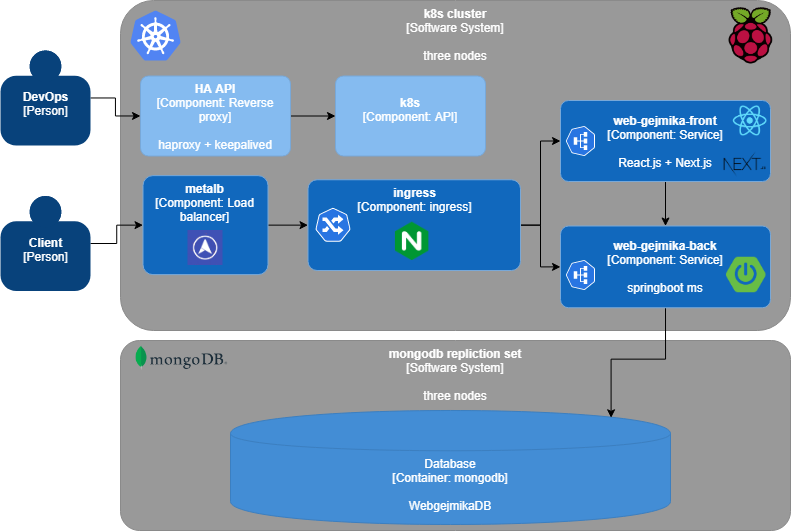 k8s cluster
[Software System]
three nodes
DevOps
[Person]
HA API
[Component: Reverse
proxy]
haproxy + keepalived
k8s
[Component: API]
web-gejmika-front
[Component: Service]
React.js + Next.js
NEXT.JS
Client
[Person]
metalb
[Component: Load
balancer]
ingress
[Component: ingress]
N
web-gejmika-back
[Component: Service]
springboot ms
mongoDB.
mongodb repliction set
[Software System]
three nodes
Database
[Container: mongodb]
WebgejmikaDB